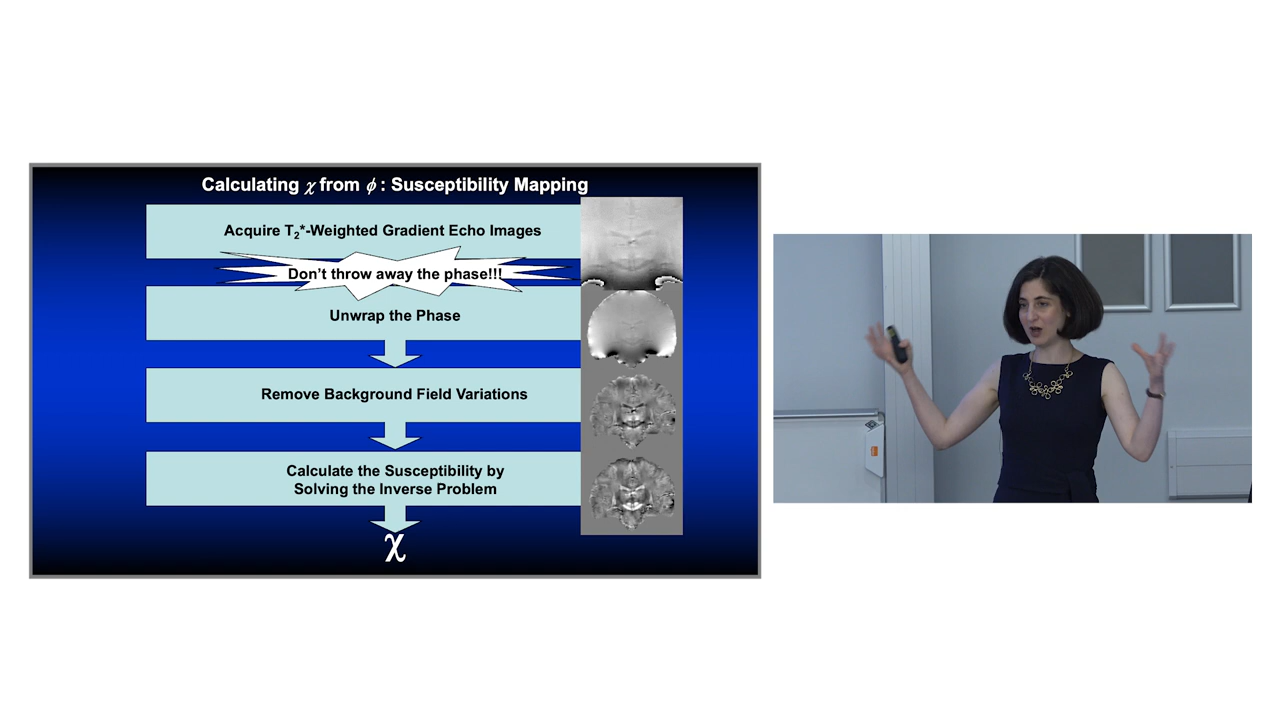 Calculating χ from ϕ : Susceptibility Mapping
Acquire T₂*-Weighted Gradient Echo Images
Don't throw away the phase!!!
Unwrap the Phase
Remove Background Field Variations
Calculate the Susceptibility by
Solving the Inverse Problem
χ